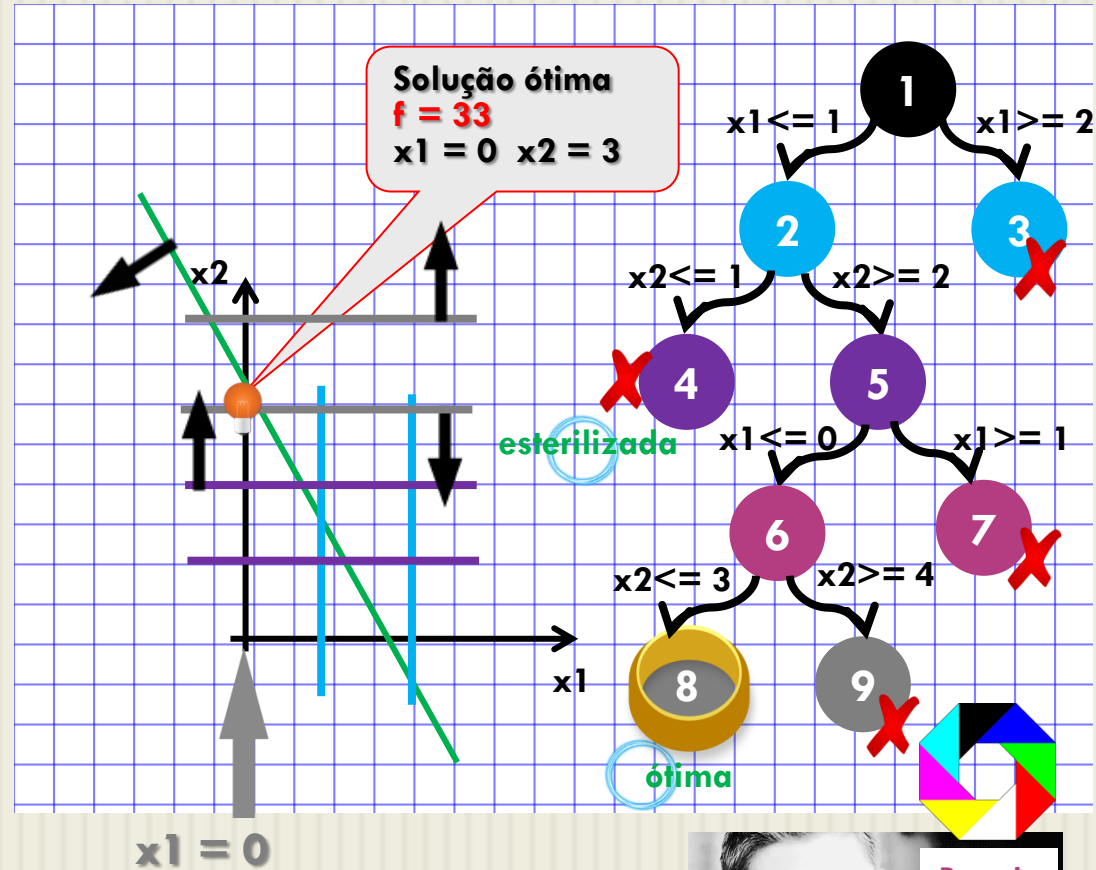 Solução ótima
f = 33
x1 = 0 x2 = 3
1
x1<= 1
x1>= 2
2
3
x2
x2<= 1
x2>= 2
4
5
esterilizada
x1<= 0
x1>= 1
6
7
x2<= 3
x2>= 4
x1
8
9
ótima
x1 = 0